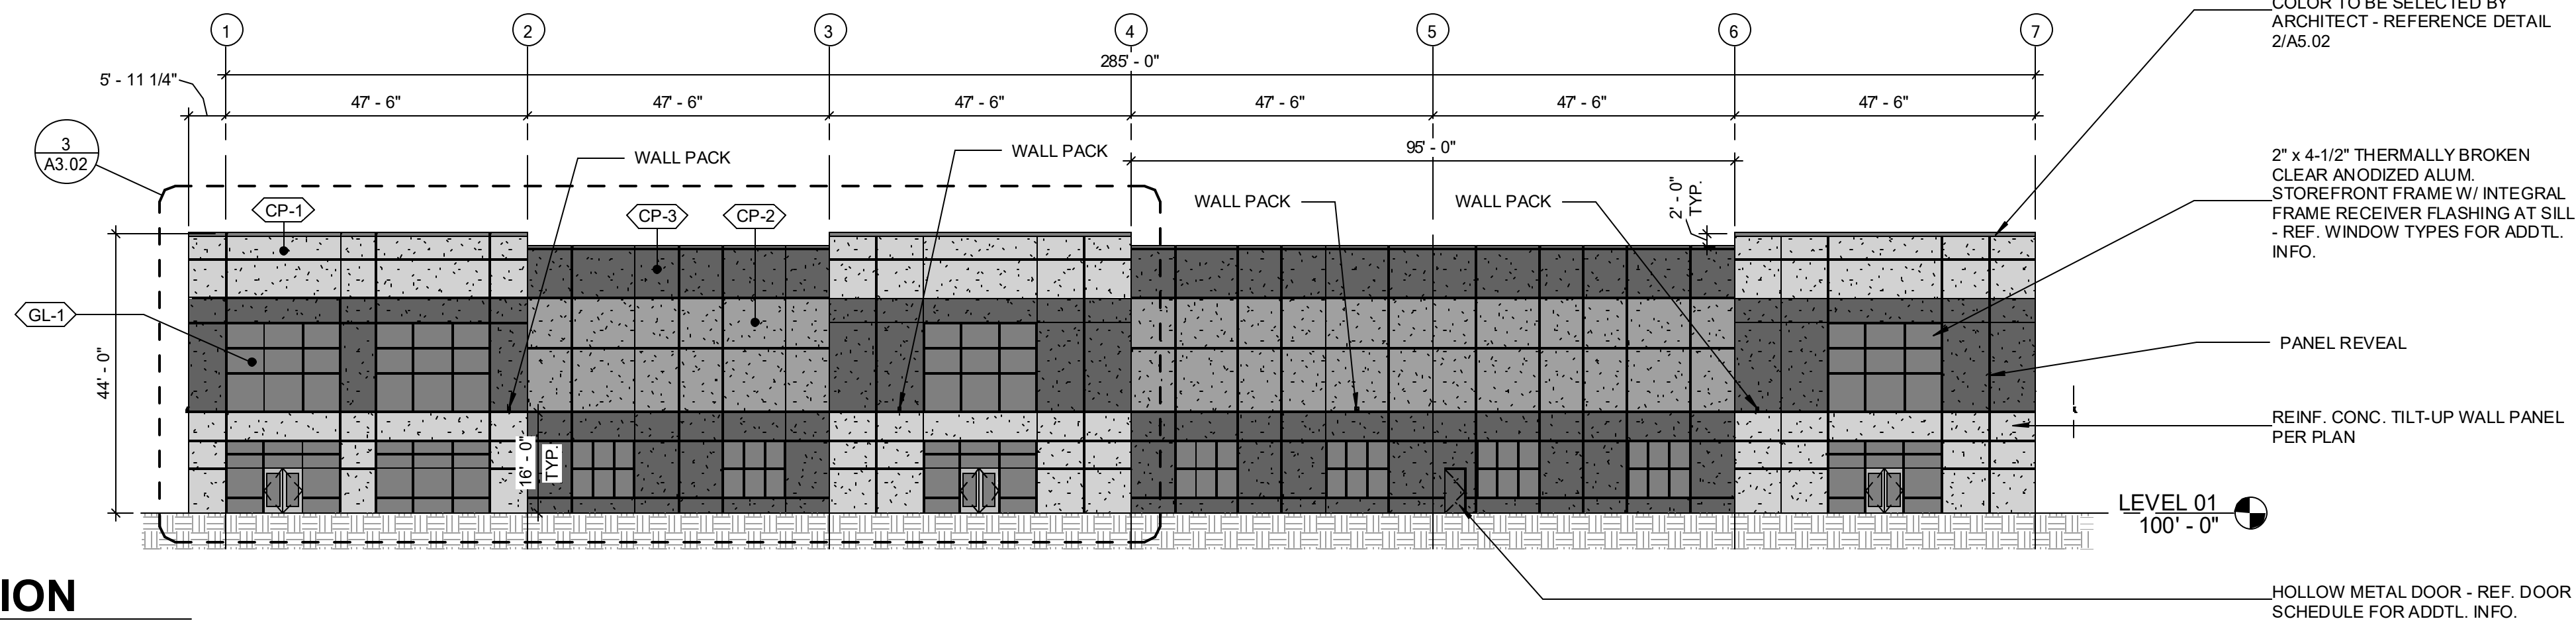 1
2
3
4
5
6
7
285' - 0"
5' - 11 1/4"
47' - 6"
47' - 6"
47' - 6"
47' - 6"
47' - 6"
47' - 6"
95' - 0"
3
A3.02
WALL PACK
WALL PACK
WALL PACK
WALL PACK
2' - 0"
TYP.
CP-1
CP-3
CP-2
GL-1
44' - 0"
16' - 0"
TYP.
COLOR TO BE SELECTED BY
ARCHITECT - REFERENCE DETAIL
2/A5.02
2" x 4-1/2" THERMALLY BROKEN
CLEAR ANODIZED ALUM.
STOREFRONT FRAME W/ INTEGRAL
FRAME RECEIVER FLASHING AT SILL
- REF. WINDOW TYPES FOR ADDTL.
INFO.
PANEL REVEAL
REINF. CONC. TILT-UP WALL PANEL
PER PLAN
LEVEL 01
100' - 0"
HOLLOW METAL DOOR - REF. DOOR
SCHEDULE FOR ADDTL. INFO.
ION